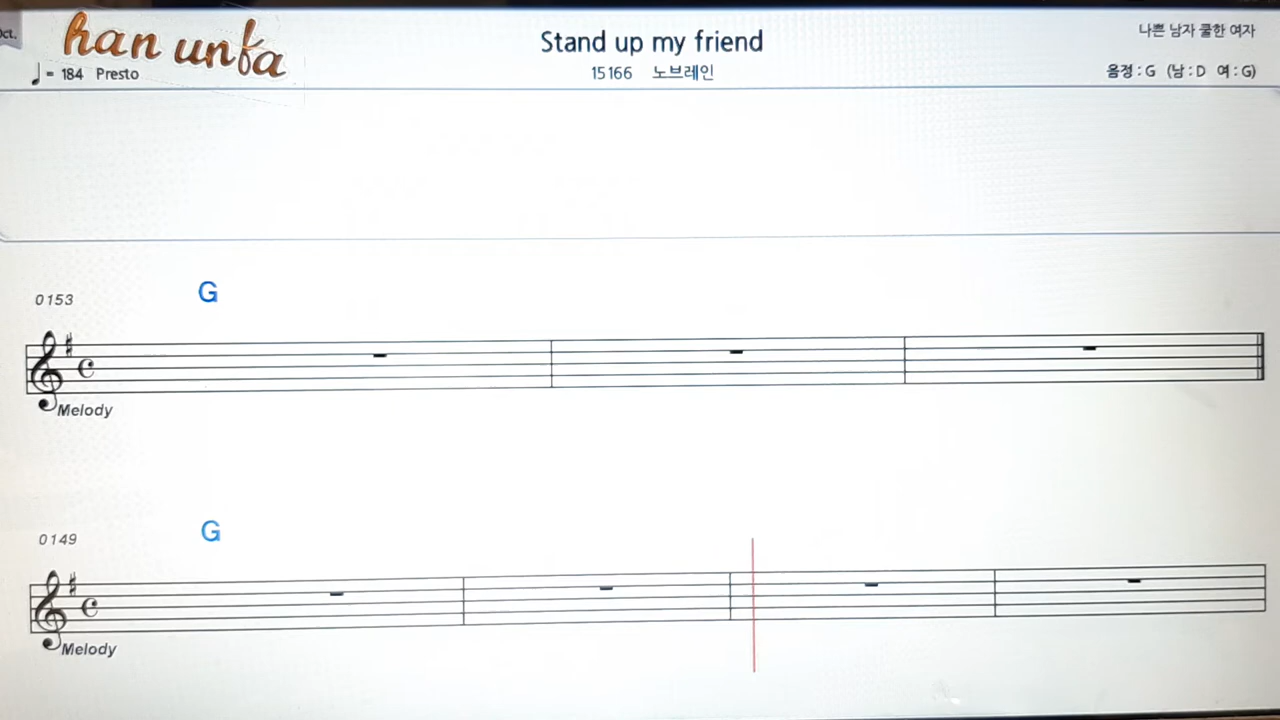 Oct.
han unfa
Stand up my friend
나쁜 남자 쿨한 여자
♩= 184 Presto
15166 노브레인
음정 : G (남 : D 여 : G)
0153
G
Melody
0149
G
Melody